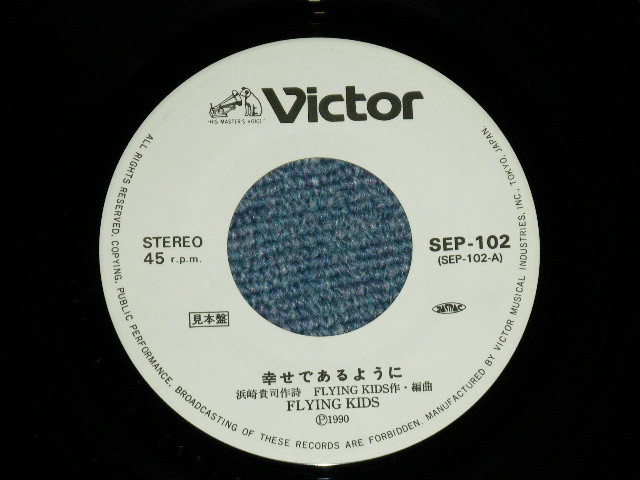 Victor
"HIS MASTER'S VOICE"
STEREO
45 r.p.m.
SEP-102
(SEP-102-A)
見本盤
JASRAC
幸せであるように
浜崎貴司作詩 FLYING KIDS作・編曲
FLYING KIDS
Ⓟ1990
ALL RIGHTS RESERVED, COPYING, PUBLIC PERFORMANCE, BROADCASTING OF THESE RECORDS ARE FORBIDDEN. MANUFACTURED BY VICTOR MUSICAL INDUSTRIES, INC., TOKYO, JAPAN.